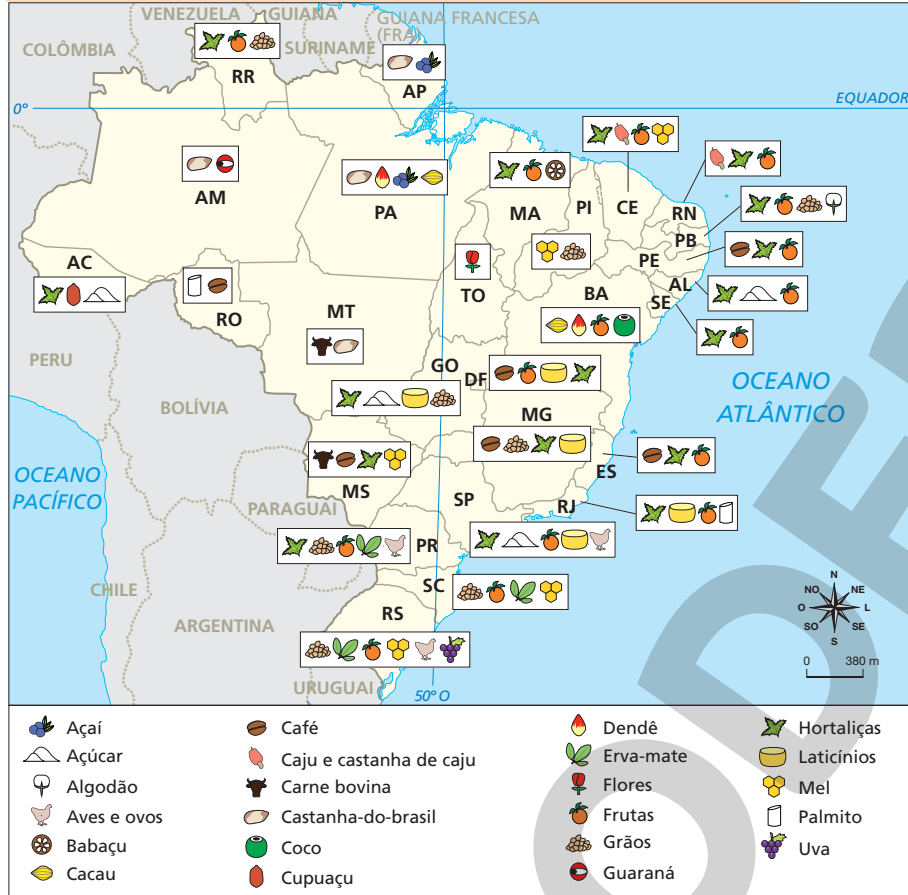 VENEZUELA
GUIANA
GUIANA FRANCESA
(FRA)
COLÔMBIA
SURINAME
RR
AP
0º
EQUADOR
AM
PA
MA
PI
CE
RN
PB
PE
AL
SE
AC
RO
TO
BA
MT
PERU
GO
DF
BOLÍVIA
OCEANO
ATLÂNTICO
MG
ES
OCEANO
PACÍFICO
MS
SP
RJ
PARAGUAI
PR
SC
CHILE
RS
ARGENTINA
URUGUAI
50º O
N
NO
NE
O
L
SO
SE
S
0
380 m
Açaí
Açúcar
Algodão
Aves e ovos
Babaçu
Cacau
Café
Caju e castanha de caju
Carne bovina
Castanha-do-brasil
Coco
Cupuaçu
Dendê
Erva-mate
Flores
Frutas
Grãos
Guaraná
Hortaliças
Laticínios
Mel
Palmito
Uva